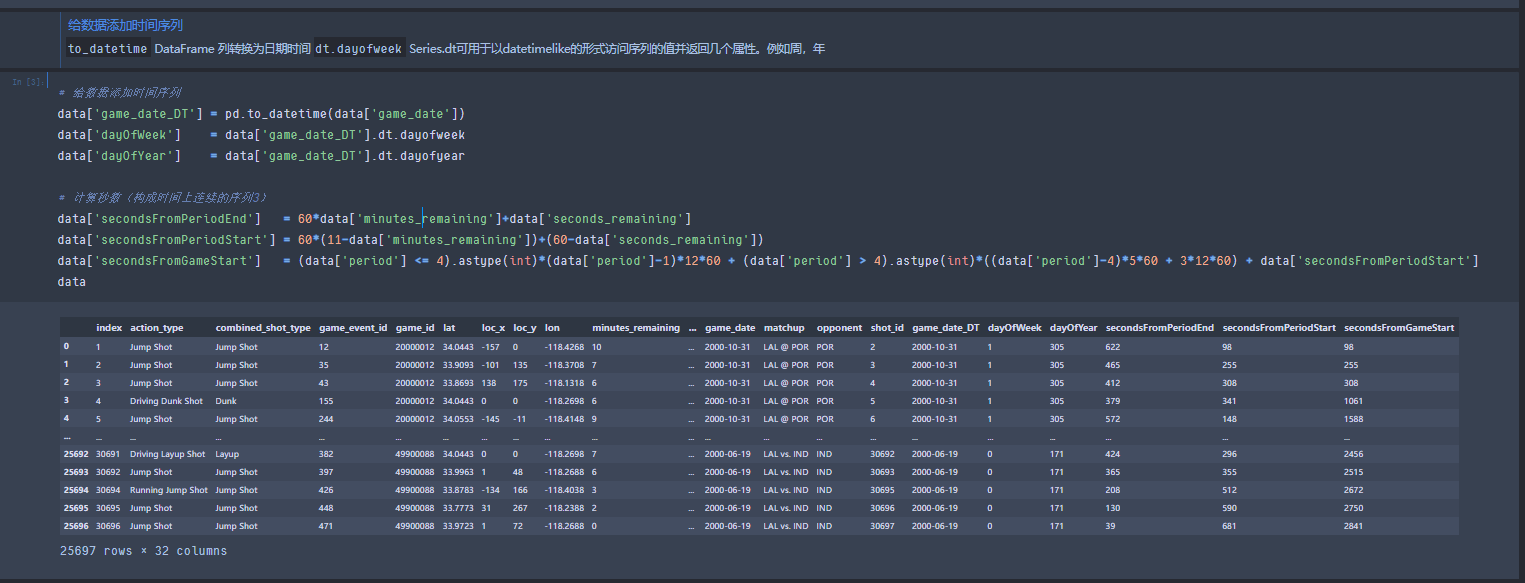 给数据添加时间序列
to_datetime DataFrame 列转换为日期时间 dt.dayofweek Series.dt可用于以datetimelike的形式访问序列的值并返回几个属性。例如周，年
In [3]:
# 给数据添加时间序列
data['game_date_DT'] = pd.to_datetime(data['game_date'])
data['dayOfWeek']    = data['game_date_DT'].dt.dayofweek
data['dayOfYear']    = data['game_date_DT'].dt.dayofyear
# 计算秒数（构成时间上连续的序列3）
data['secondsFromPeriodEnd']   = 60*data['minutes_remaining']+data['seconds_remaining']
data['secondsFromPeriodStart'] = 60*(11-data['minutes_remaining'])+(60-data['seconds_remaining'])
data['secondsFromGameStart']   = (data['period'] <= 4).astype(int)*(data['period']-1)*12*60 + (data['period'] > 4).astype(int)*((data['period']-4)*5*60 + 3*12*60) + data['secondsFromPeriodStart']
data
index action_type combined_shot_type game_event_id game_id lat loc_x loc_y lon minutes_remaining ... game_date matchup opponent shot_id game_date_DT dayOfWeek dayOfYear secondsFromPeriodEnd secondsFromPeriodStart secondsFromGameStart
0 1 Jump Shot Jump Shot 12 20000012 34.0443 -157 0 -118.4268 10 ... 2000-10-31 LAL @ POR POR 2 2000-10-31 1 305 622 98 98
1 2 Jump Shot Jump Shot 35 20000012 33.9093 -101 135 -118.3708 7 ... 2000-10-31 LAL @ POR POR 3 2000-10-31 1 305 465 255 255
2 3 Jump Shot Jump Shot 43 20000012 33.8693 138 175 -118.1318 6 ... 2000-10-31 LAL @ POR POR 4 2000-10-31 1 305 412 308 308
3 4 Driving Dunk Shot Dunk 155 20000012 34.0443 0 0 -118.2698 6 ... 2000-10-31 LAL @ POR POR 5 2000-10-31 1 305 379 341 1061
4 5 Jump Shot Jump Shot 244 20000012 34.0553 -145 -11 -118.4148 9 ... 2000-10-31 LAL @ POR POR 6 2000-10-31 1 305 572 148 1588
... ... ... ... ... ... ... ... ... ... ... ... ... ... ... ... ... ... ... ... ... ...
25692 30691 Driving Layup Shot Layup 382 49900088 34.0443 0 0 -118.2698 7 ... 2000-06-19 LAL vs. IND IND 30692 2000-06-19 0 171 424 296 2456
25693 30692 Jump Shot Jump Shot 397 49900088 33.9963 1 48 -118.2688 6 ... 2000-06-19 LAL vs. IND IND 30693 2000-06-19 0 171 365 355 2515
25694 30694 Running Jump Shot Jump Shot 426 49900088 33.8783 -134 166 -118.4038 3 ... 2000-06-19 LAL vs. IND IND 30695 2000-06-19 0 171 208 512 2672
25695 30695 Jump Shot Jump Shot 448 49900088 33.7773 31 267 -118.2388 2 ... 2000-06-19 LAL vs. IND IND 30696 2000-06-19 0 171 130 590 2750
25696 30696 Jump Shot Jump Shot 471 49900088 33.9723 1 72 -118.2688 0 ... 2000-06-19 LAL vs. IND IND 30697 2000-06-19 0 171 39 681 2841
25697 rows × 32 columns